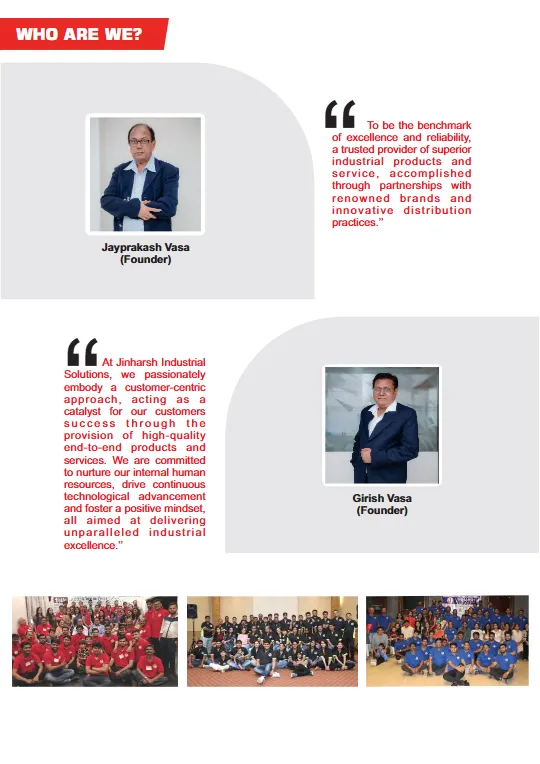 WHO ARE WE?
“ To be the benchmark
of excellence and reliability,
a trusted provider of superior
industrial products and
service, accomplished
through partnerships with
renowned brands and
innovative distribution
practices.”
Jayprakash Vasa
(Founder)
“ At Jinharsh Industrial
Solutions, we passionately
embody a customer-centric
approach, acting as a
catalyst for our customers
success through the
provision of high-quality
end-to-end products and
services. We are committed
to nurture our internal human
resources, drive continuous
technological advancement
and foster a positive mindset,
all aimed at delivering
unparalleled industrial
excellence.”
Girish Vasa
(Founder)